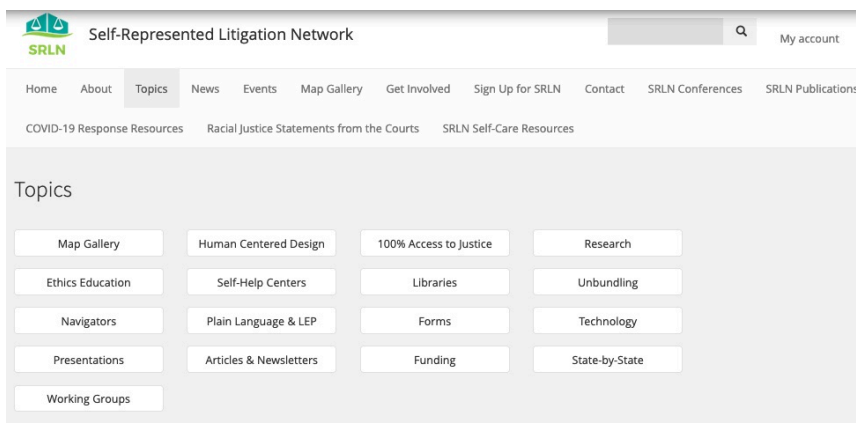 SRLN
Self-Represented Litigation Network
My account
Home About Topics News Events Map Gallery Get Involved Sign Up for SRLN Contact SRLN Conferences SRLN Publications
COVID-19 Response Resources Racial Justice Statements from the Courts SRLN Self-Care Resources
Topics
Map Gallery Human Centered Design 100% Access to Justice Research
Ethics Education Self-Help Centers Libraries Unbundling
Navigators Plain Language & LEP Forms Technology
Presentations Articles & Newsletters Funding State-by-State
Working Groups